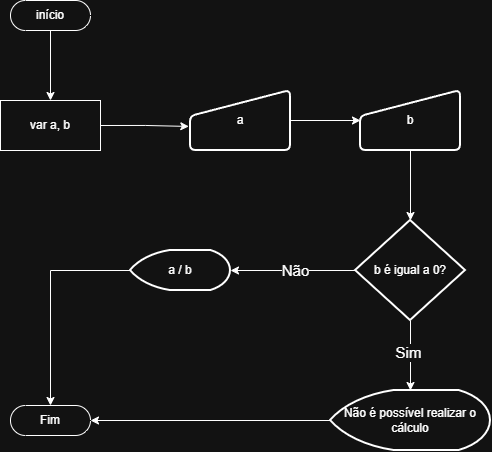 início
var a, b
a
b
a / b
Não
b é igual a 0?
Sim
Não é possível realizar o
cálculo
Fim